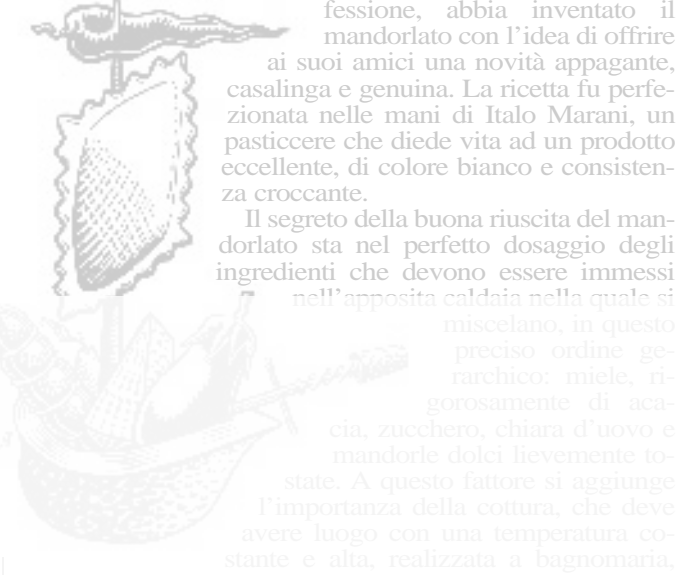 fessione, abbia inventato il
mandorlato con l’idea di offrire
ai suoi amici una novità appagante,
casalinga e genuina. La ricetta fu perfe-
zionata nelle mani di Italo Marani, un
pasticcere che diede vita ad un prodotto
eccellente, di colore bianco e consisten-
za croccante.
Il segreto della buona riuscita del man-
dorlato sta nel perfetto dosaggio degli
ingredienti che devono essere immessi
nell’apposita caldaia nella quale si
miscelano, in questo
preciso ordine ge-
rarchico: miele, ri-
gorosamente di aca-
cia, zucchero, chiara d’uovo e
mandorle dolci lievemente to-
state. A questo fattore si aggiunge
l’importanza della cottura, che deve
avere luogo con una temperatura co-
stante e alta, realizzata a bagnomaria,